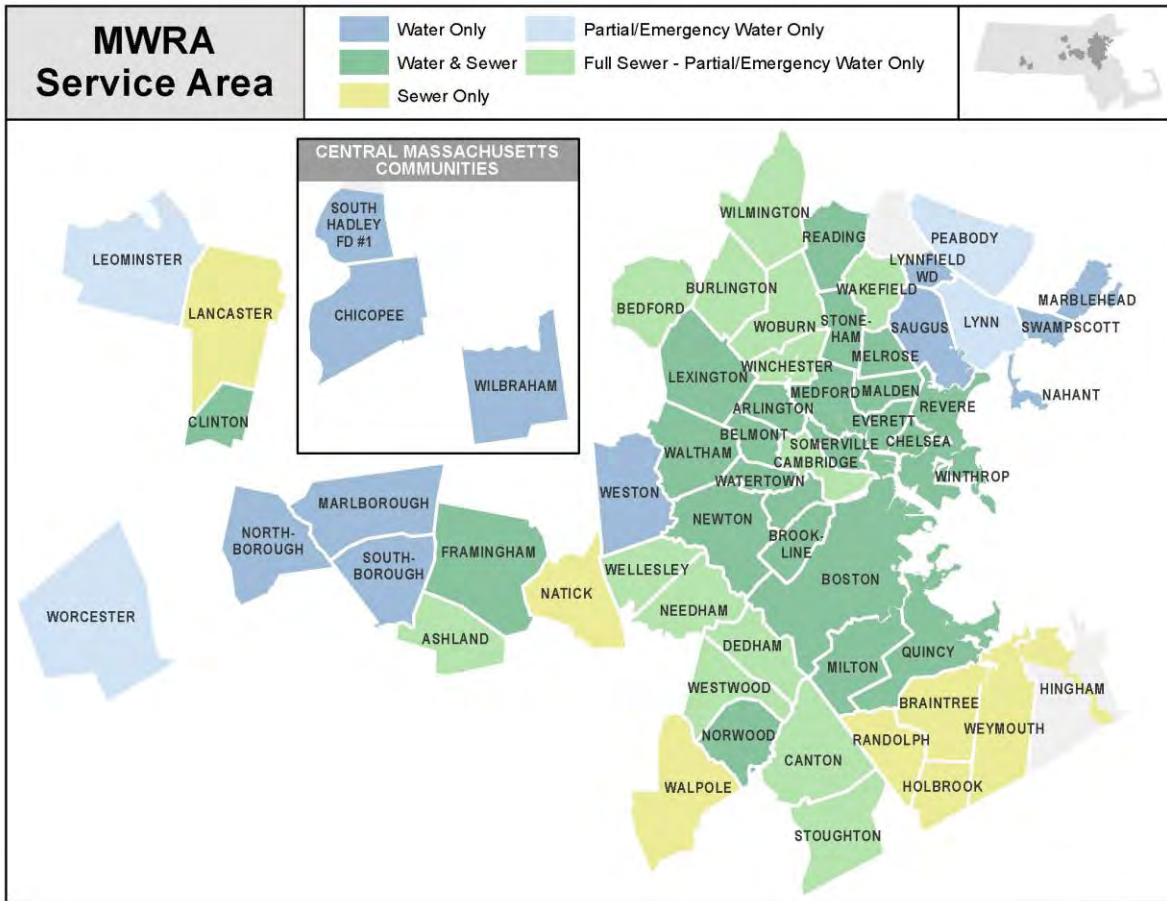 MWRA
Service Area
Water Only
Partial/Emergency Water Only
Water & Sewer
Full Sewer - Partial/Emergency Water Only
Sewer Only
CENTRAL MASSACHUSETTS
COMMUNITIES
SOUTH
HADLEY
FD #1
CHICOPEE
WILBRAHAM
LEOMINSTER
LANCASTER
CLINTON
WILMINGTON
READING
PEABODY
LYNNFIELD
WD
MARBLEHEAD
BURLINGTON
WAKEFIELD
BEDFORD
WOBURN
STONE-
HAM
SAUGUS
LYNN
SWAMPSCOTT
MELROSE
WINCHESTER
LEXINGTON
MEDFORD
MALDEN
NAHANT
ARLINGTON
REVERE
EVERETT
BELMONT
SOMERVILLE
CHELSEA
WALTHAM
CAMBRIDGE
WINTHROP
WATERTOWN
WESTON
NEWTON
BROOK-
LINE
BOSTON
MARLBOROUGH
NORTH-
BOROUGH
SOUTH-
BOROUGH
FRAMINGHAM
WELLESLEY
NATICK
NEEDHAM
WORCESTER
ASHLAND
DEDHAM
QUINCY
MILTON
WESTWOOD
HINGHAM
BRAINTREE
WEYMOUTH
NORWOOD
RANDOLPH
CANTON
WALPOLE
HOLBROOK
STOUGHTON